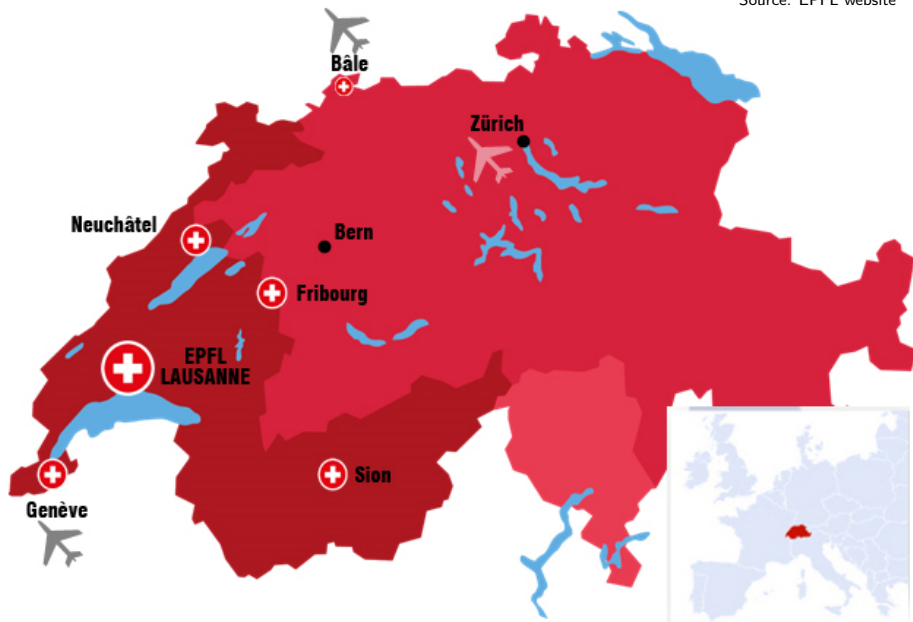 Source: EPFL website
Bâle
Zürich
Neuchâtel
Bern
Fribourg
EPFL
LAUSANNE
Sion
Genève